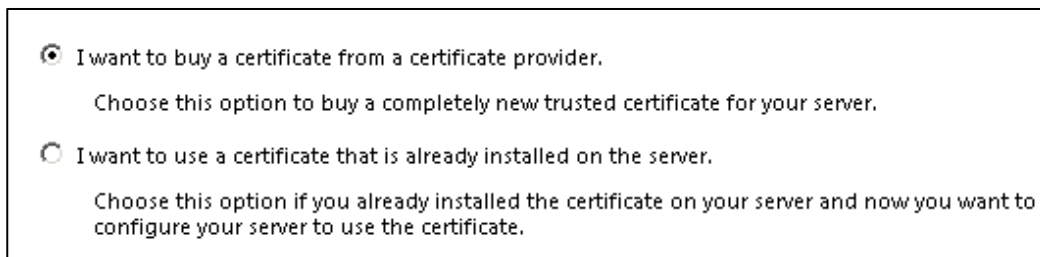 I want to buy a certificate from a certificate provider.
Choose this option to buy a completely new trusted certificate for your server.
I want to use a certificate that is already installed on the server.
Choose this option if you already installed the certificate on your server and now you want to
configure your server to use the certificate.